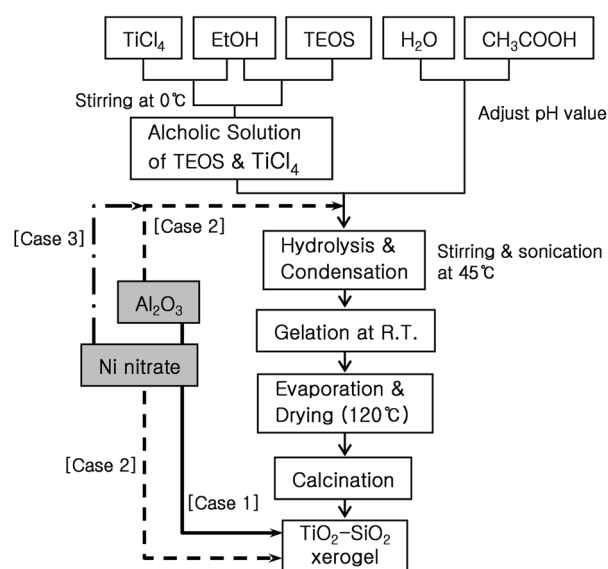 TiCl₄
EtOH
TEOS
H₂O
CH₃COOH
Stirring at 0℃
Adjust pH value
Alcholic Solution
of TEOS & TiCl₄
[Case 3]
[Case 2]
Hydrolysis &
Condensation
Stirring & sonication
at 45℃
Al₂O₃
Gelation at R.T.
Ni nitrate
Evaporation &
Drying (120℃)
[Case 2]
Calcination
[Case 1]
TiO₂-SiO₂
xerogel